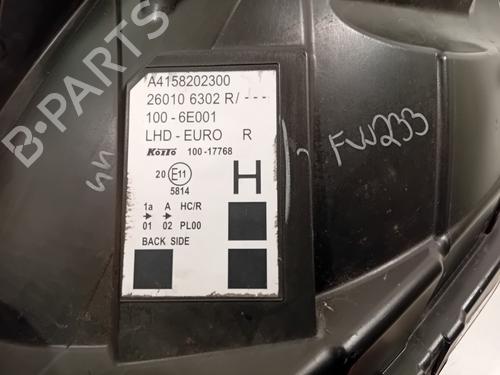 A4158202300
26010 6302 R/ ----
100 - 6E001
LHD - EURO R
KOITO 100-17768
20 E11
5814
H
1a A HC/R
01 02 PL00
BACK SIDE
FW233
B-PARTS